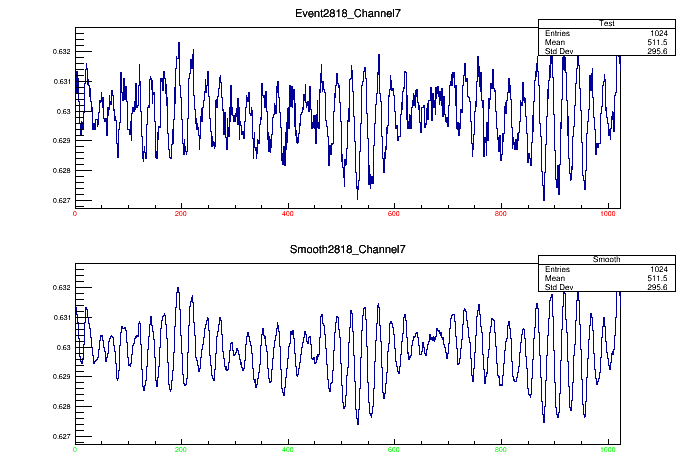 Event2818_Channel7
Test
Entries 1024
Mean 511.5
Std Dev 295.6
0.632
0.631
0.63
0.629
0.628
0.627
0 200 400 600 800 1000
Smooth2818_Channel7
Smooth
Entries 1024
Mean 511.5
Std Dev 295.6
0.632
0.631
0.63
0.629
0.628
0.627
0 200 400 600 800 1000